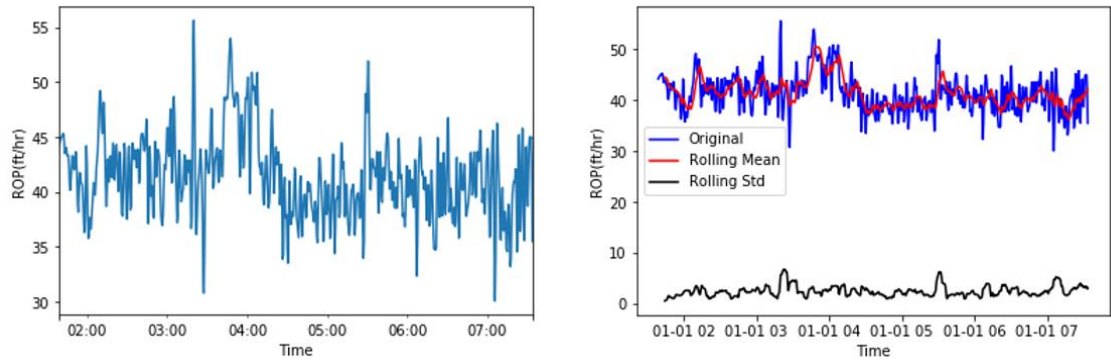 55
50
45
40
35
30
ROP(ft/hr)
02:00 03:00 04:00 05:00 06:00 07:00
Time
50
40
30
20
10
0
ROP(ft/hr)
Original
Rolling Mean
Rolling Std
01-01 02 01-01 03 01-01 04 01-01 05 01-01 06 01-01 07
Time